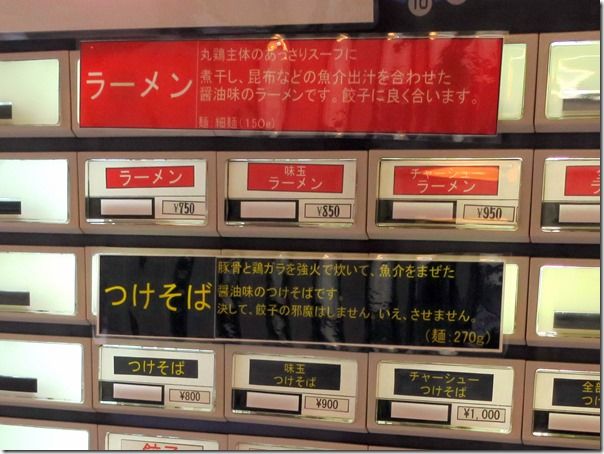 ラーメン
丸鶏主体のあっさりスープに
煮干し、昆布などの魚介出汁を合わせた
醤油味のラーメンです。餃子に良く合います。
麺:細麺(150g)
ラーメン
¥750
味玉
ラーメン
¥850
チャーシュー
ラーメン
¥950
つけそば
豚骨と鶏ガラを強火で炊いて、魚介をまぜた
醤油味のつけそばです。
決して、餃子の邪魔はしません。いえ、させません。
(麺:270g)
つけそば
¥800
味玉
つけそば
¥900
チャーシュー
つけそば
¥1,000
全部